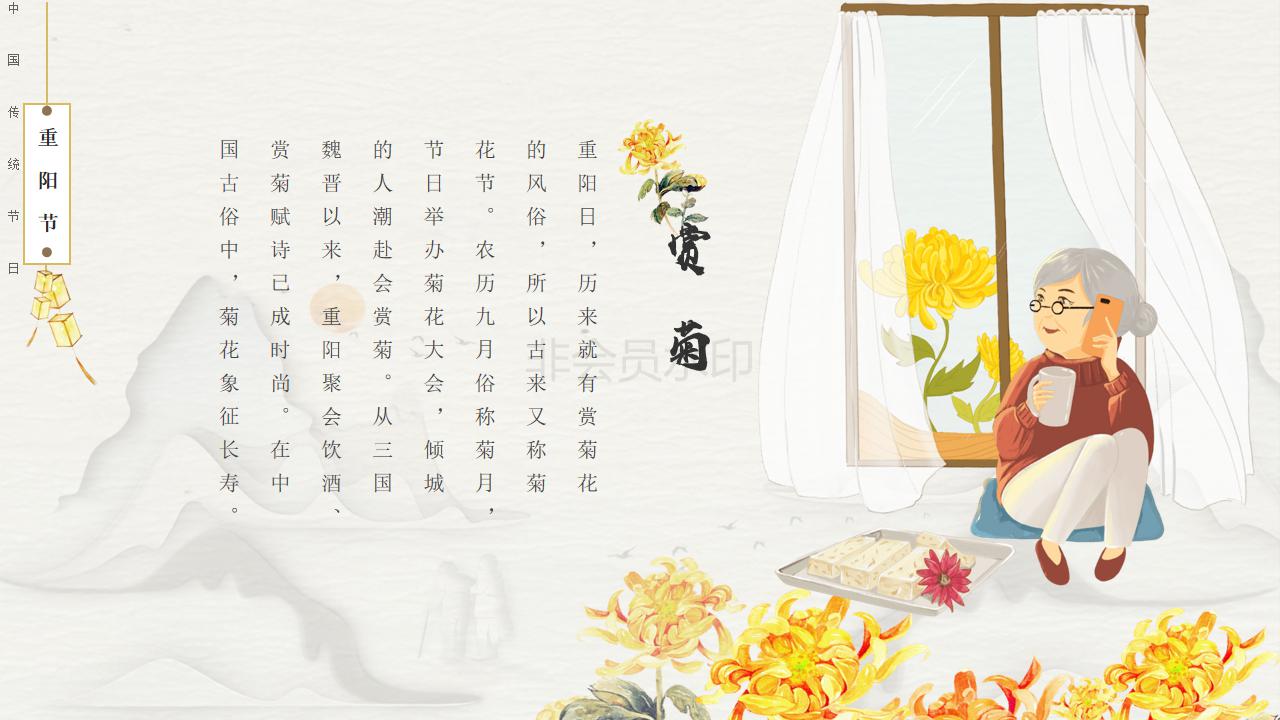 中国传统节日
重阳节
赏菊
重阳日，历来就有赏菊花
的风俗，所以古来又称菊
花节。农历九月俗称菊月，
节日举办菊花大会，倾城
的人潮赴会赏菊。从三国
魏晋以来，重阳聚会饮酒、
赏菊赋诗已成时尚。在中
国古俗中，菊花象征长寿。
非会员水印